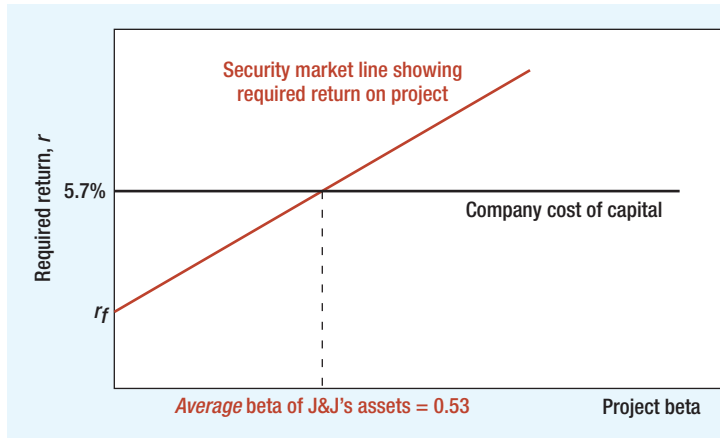 Security market line showing
required return on project
Required return, r
5.7%
Company cost of capital
rf
Average beta of J&J's assets = 0.53
Project beta